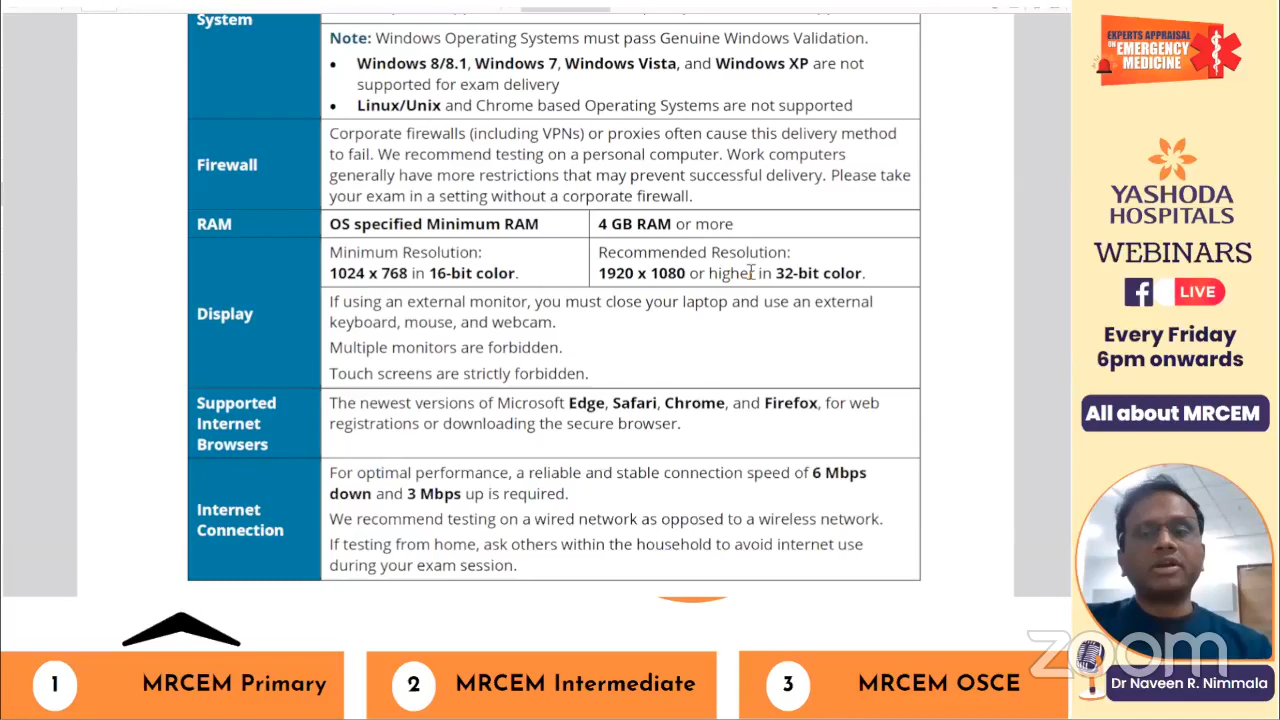 System
Note: Windows Operating Systems must pass Genuine Windows Validation.
• Windows 8/8.1, Windows 7, Windows Vista, and Windows XP are not
supported for exam delivery
• Linux/Unix and Chrome based Operating Systems are not supported
Firewall
Corporate firewalls (including VPNs) or proxies often cause this delivery method
to fail. We recommend testing on a personal computer. Work computers
generally have more restrictions that may prevent successful delivery. Please take
your exam in a setting without a corporate firewall.
RAM
OS specified Minimum RAM
4 GB RAM or more
Display
Minimum Resolution:
1024 x 768 in 16-bit color.
Recommended Resolution:
1920 x 1080 or higher in 32-bit color.
If using an external monitor, you must close your laptop and use an external
keyboard, mouse, and webcam.
Multiple monitors are forbidden.
Touch screens are strictly forbidden.
Supported
Internet
Browsers
The newest versions of Microsoft Edge, Safari, Chrome, and Firefox, for web
registrations or downloading the secure browser.
Internet
Connection
For optimal performance, a reliable and stable connection speed of 6 Mbps
down and 3 Mbps up is required.
We recommend testing on a wired network as opposed to a wireless network.
If testing from home, ask others within the household to avoid internet use
during your exam session.
1 MRCEM Primary
2 MRCEM Intermediate
3 MRCEM OSCE
EXPERTS APPRAISAL
ON EMERGENCY
MEDICINE
YASHODA
HOSPITALS
WEBINARS
f LIVE
Every Friday
6pm onwards
All about MRCEM
zoom
Dr Naveen R. Nimmala